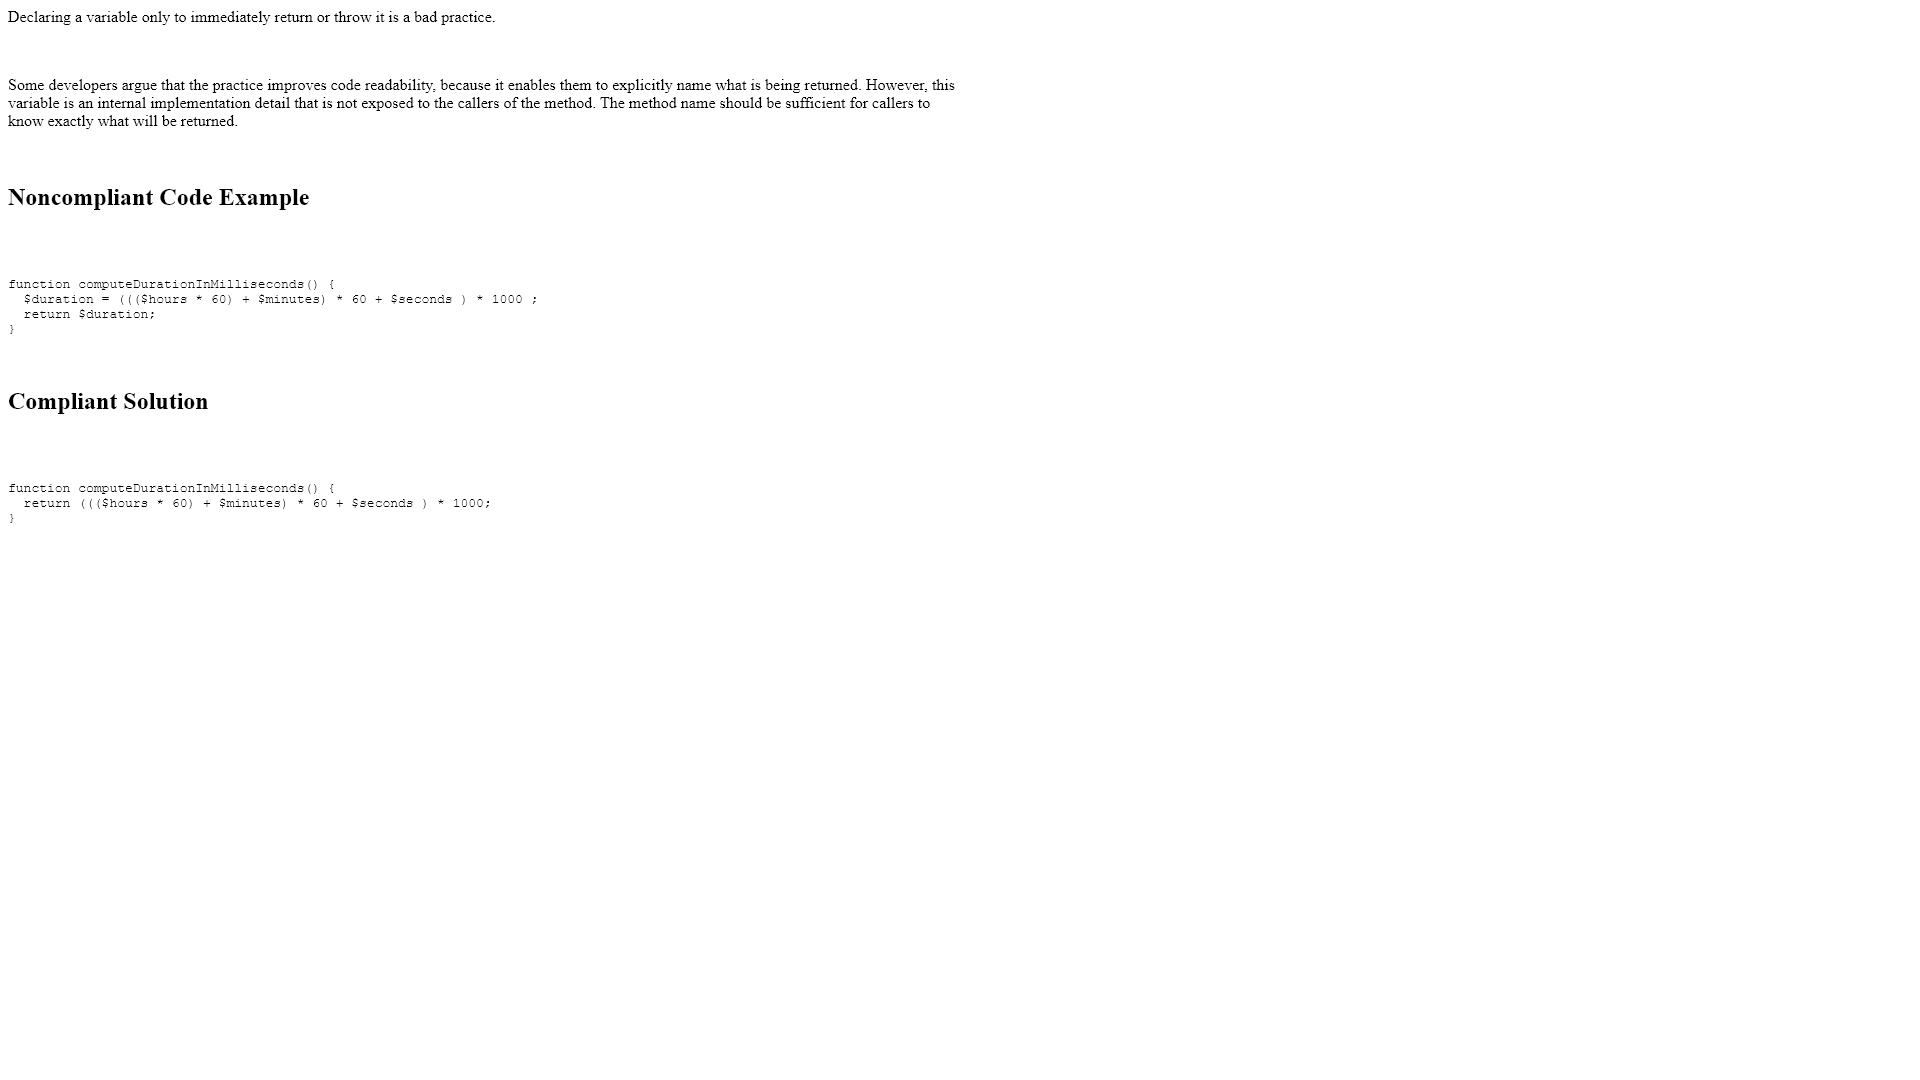 Declaring a variable only to immediately return or throw it is a bad practice.
Some developers argue that the practice improves code readability, because it enables them to explicitly name what is being returned. However, this
variable is an internal implementation detail that is not exposed to the callers of the method. The method name should be sufficient for callers to
know exactly what will be returned.
Noncompliant Code Example
function computeDurationInMilliseconds() {
  $duration = ((($hours * 60) + $minutes) * 60 + $seconds ) * 1000 ;
  return $duration;
}
Compliant Solution
function computeDurationInMilliseconds() {
  return ((($hours * 60) + $minutes) * 60 + $seconds ) * 1000;
}